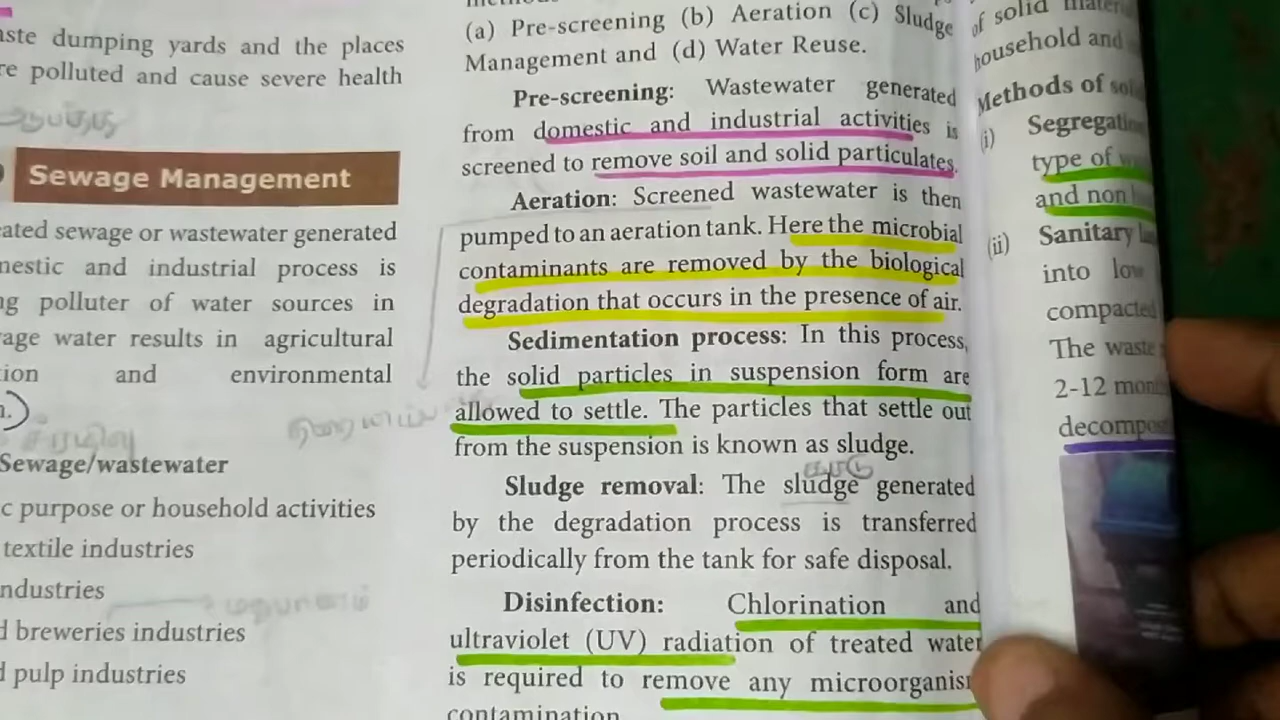 aste dumping yards and the places
re polluted and cause severe health
Sewage Management
ated sewage or wastewater generated
mestic and industrial process is
ng polluter of water sources in
age water results in agricultural
ion and environmental
Sewage/wastewater
c purpose or household activities
textile industries
ndustries
d breweries industries
d pulp industries
(a) Pre-screening (b) Aeration (c) Sludge
Management and (d) Water Reuse.
Pre-screening: Wastewater generated
from domestic and industrial activities is
screened to remove soil and solid particulates.
Aeration: Screened wastewater is then
pumped to an aeration tank. Here the microbial
contaminants are removed by the biological
degradation that occurs in the presence of air.
Sedimentation process: In this process,
the solid particles in suspension form are
allowed to settle. The particles that settle out
from the suspension is known as sludge.
Sludge removal: The sludge generated
by the degradation process is transferred
periodically from the tank for safe disposal.
Disinfection: Chlorination and
ultraviolet (UV) radiation of treated water
is required to remove any microorganis
contamination
of solid
household and
Methods of
(i) Segregati
type of
and non
(ii) Sanitary
into low
compacted
The waste
2-12 mon
decompo